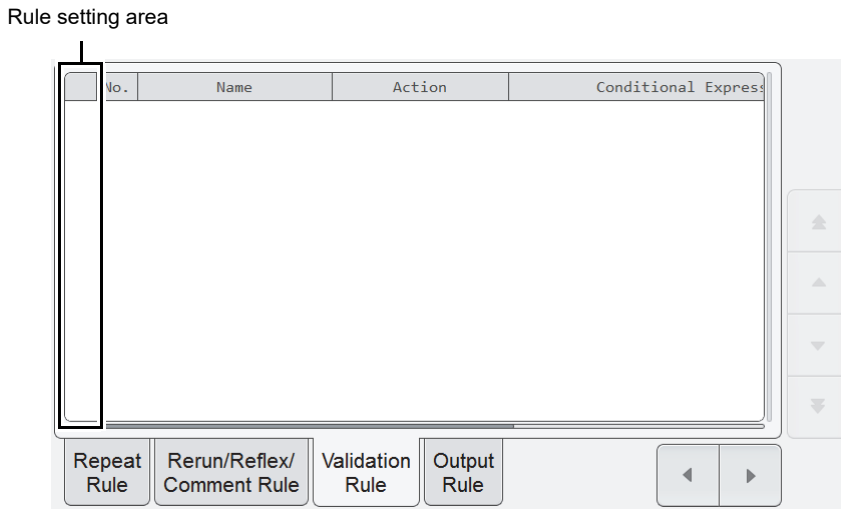 Rule setting area
No. Name Action Conditional Express
Repeat Rerun/Reflex/ Validation Output
Rule Comment Rule Rule Rule